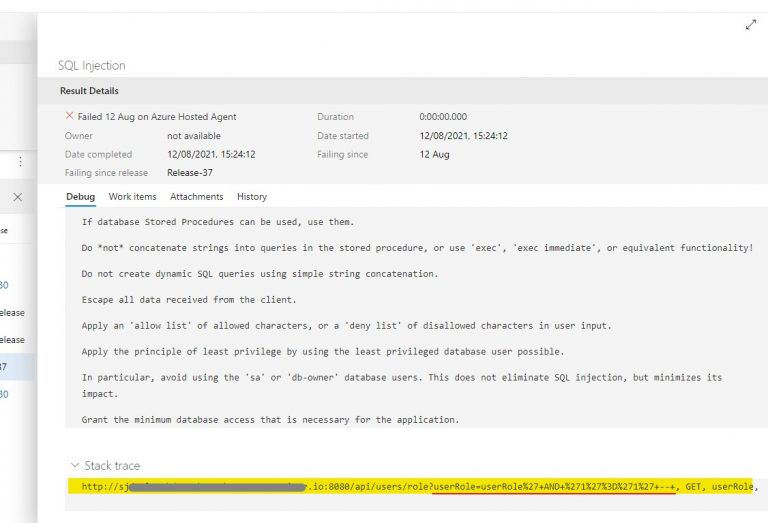 SQL Injection
Result Details
Failed 12 Aug on Azure Hosted Agent Duration 0:00:00.000
Owner not available Date started 12/08/2021, 15:24:12
Date completed 12/08/2021, 15:24:12 Failing since 12 Aug
Failing since release Release-37
se
Debug Work items Attachments History
If database Stored Procedures can be used, use them.
Do *not* concatenate strings into queries in the stored procedure, or use 'exec', 'exec immediate', or equivalent functionality!
Do not create dynamic SQL queries using simple string concatenation.
30
Escape all data received from the client.
elease
Apply an 'allow list' of allowed characters, or a 'deny list' of disallowed characters in user input.
elease
Apply the principle of least privilege by using the least privileged database user possible.
37
In particular, avoid using the 'sa' or 'db-owner' database users. This does not eliminate SQL injection, but minimizes its
impact.
30
Grant the minimum database access that is necessary for the application.
Stack trace
http://sj .io:8080/api/users/role?userRole=userRole%27+AND+%271%27%3D%271%27+--+, GET, userRole,